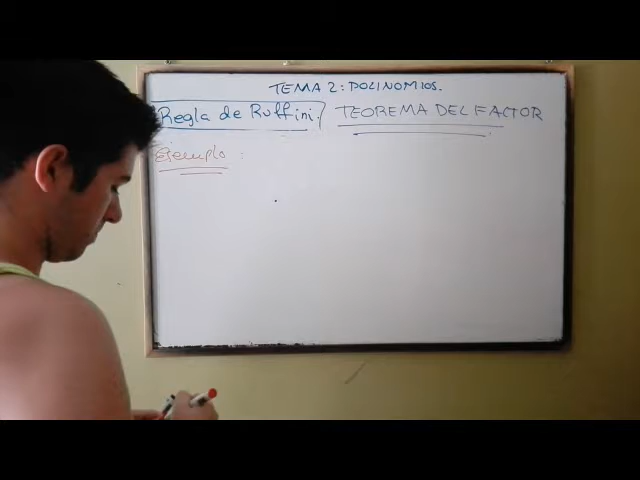 TEMA 2: POLINOMIOS.
Regla de Ruffini. TEOREMA DEL FACTOR
Ejemplo :